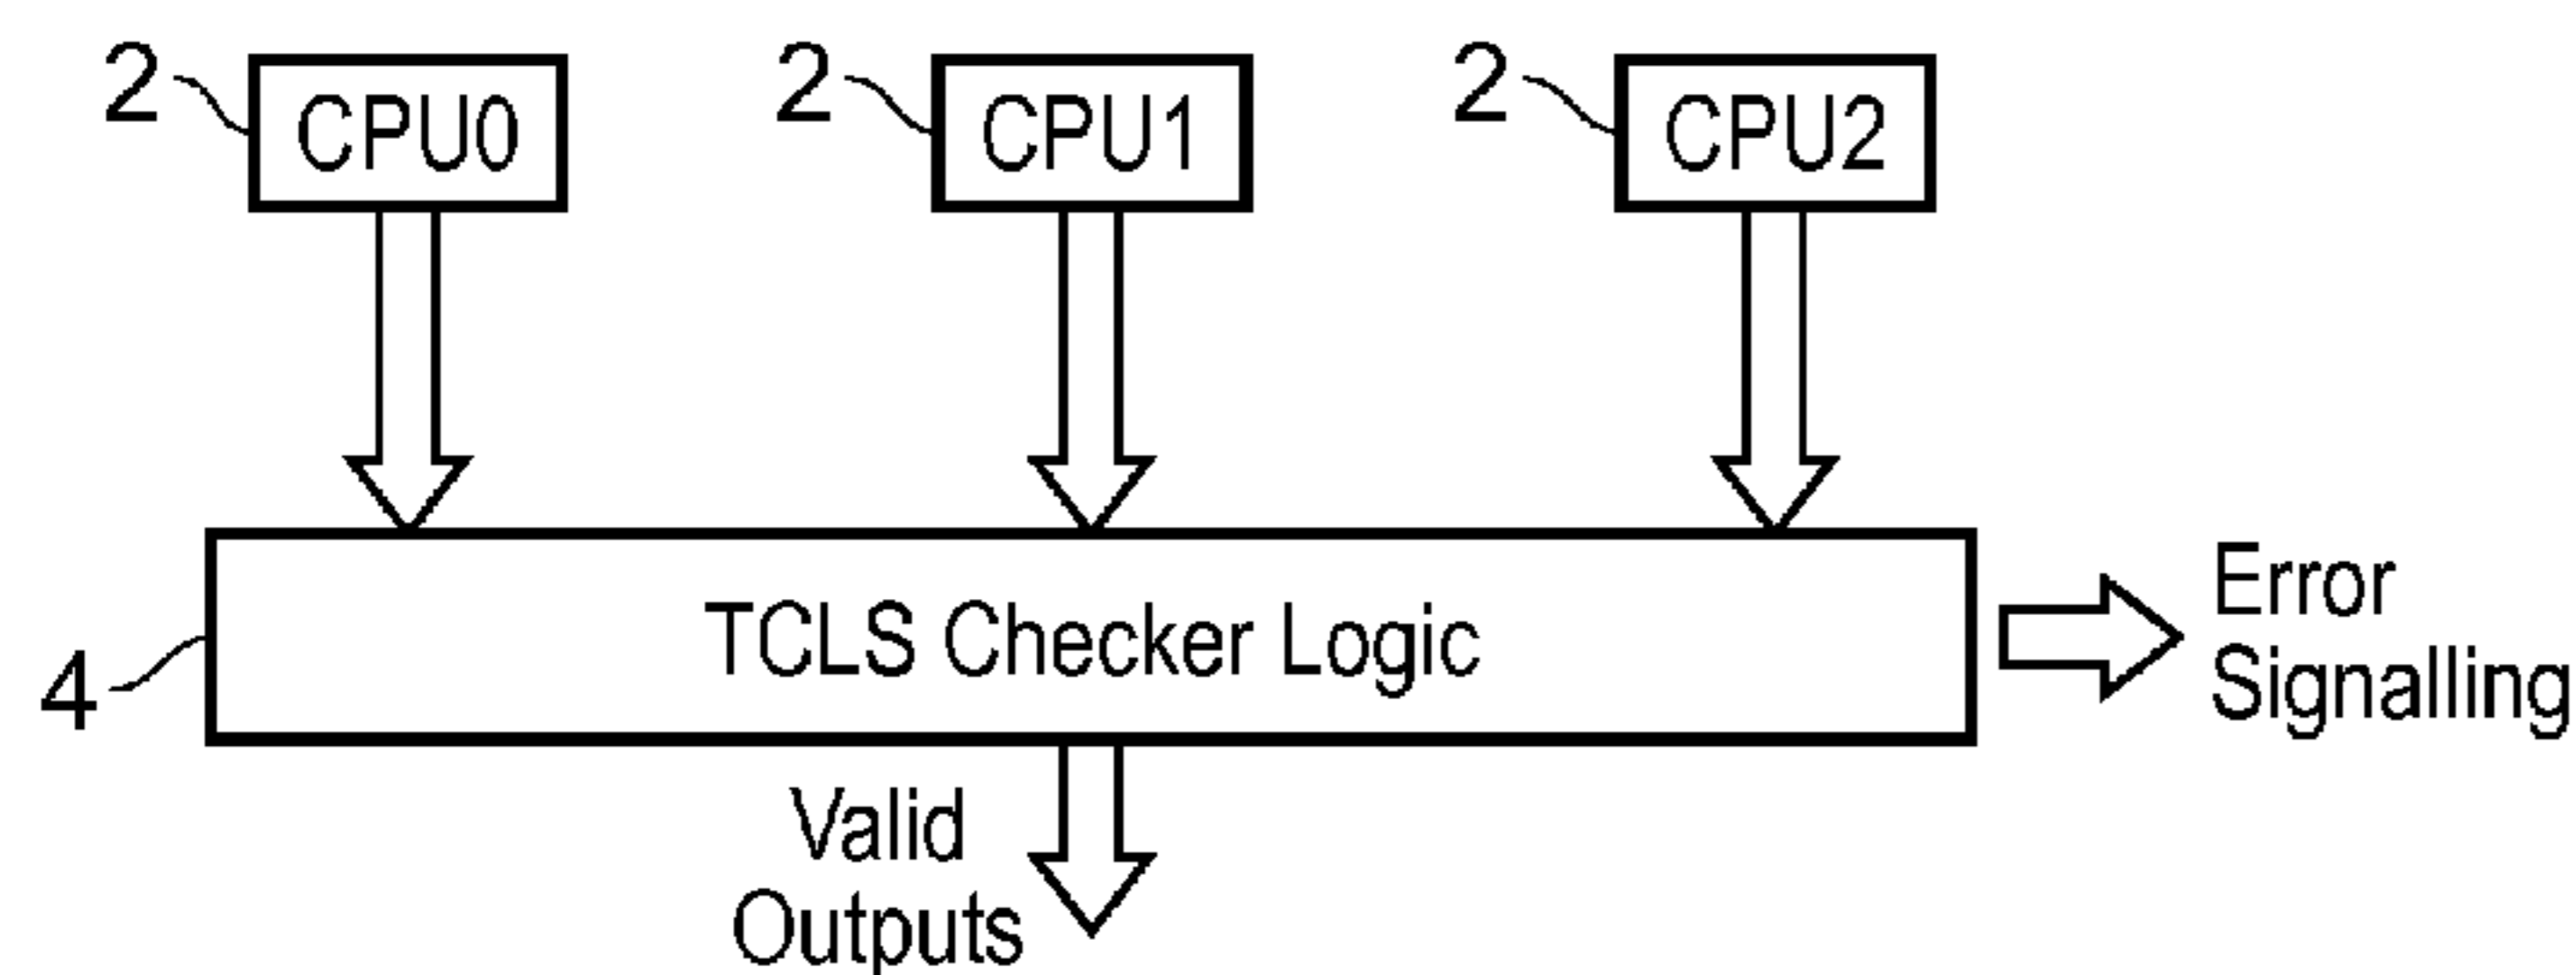 2
CPU0
2
CPU1
2
CPU2
4
TCLS Checker Logic
Error
Signalling
Valid
Outputs